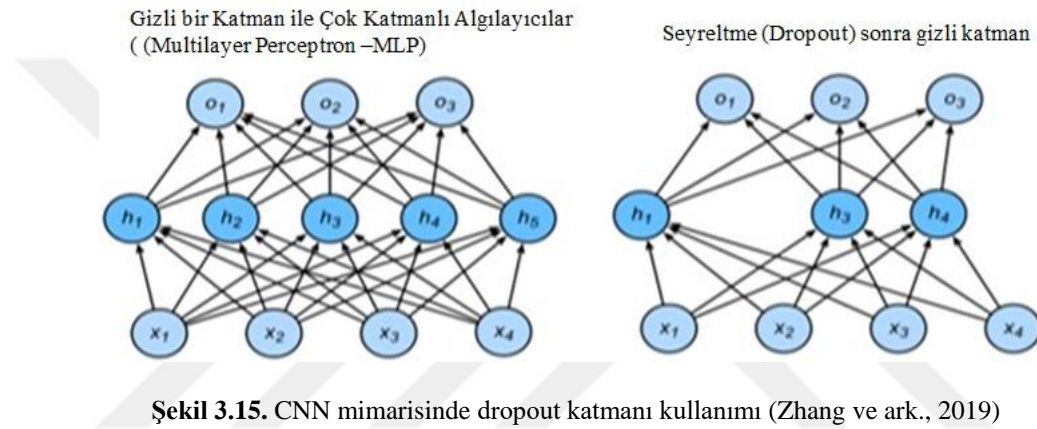 Gizli bir Katman ile Çok Katmanlı Algılayıcılar
( (Multilayer Perceptron –MLP)
Seyreltme (Dropout) sonra gizli katman
o1 o2 o3
h1 h2 h3 h4 h5
x1 x2 x3 x4
o1 o2 o3
h1 h3 h4
x1 x2 x3 x4
Şekil 3.15. CNN mimarisinde dropout katmanı kullanımı (Zhang ve ark., 2019)